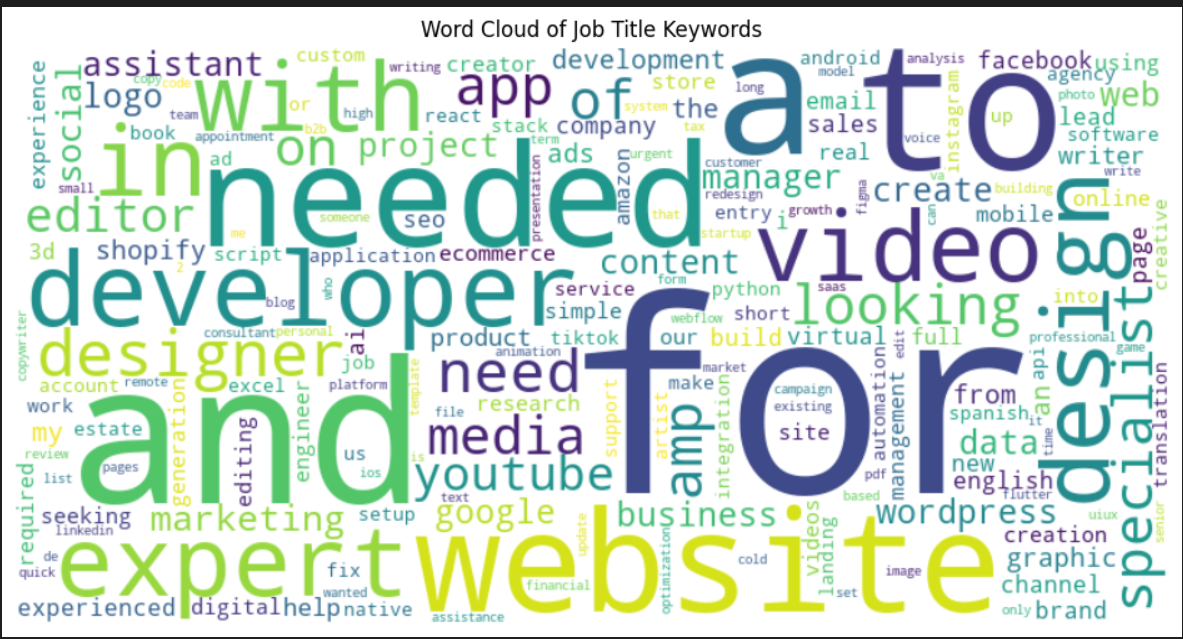 Word Cloud of Job Title Keywords
experience
social
assistant
copy
code
custom
writing
creator
development
android
model
analysis
facebook
using
agency
logo
team
with
or
high
app
of
store
system
the
long
a
to
email
instagram
up
photo
web
lead
book
appointment
b2b
react
stack
company
tax
sales
voice
software
in
ad
on
project
term
ads
urgent
real
writer
write
small
needed
presentation
amazon
customer
manager
va
redesign
figma
create
building
online
editor
someone
seo
that
entry
i
growth
can
mobile
me
startup
video
design
page
creative
3d
shopify
2
script
application
ecommerce
content
form
developer
blog
who
service
simple
python
saas
short
looking
into
copywriter
consultant
personal
ai
product
tiktok
webflow
our
build
virtual
full
edit
professional
game
specialist
designer
job
animation
need
for
market
api
account
remote
excel
platform
template
make
campaign
automation
management
from
an
translation
work
generation
engineer
file
research
support
artist
amp
integration
existing
spanish
it
my
estate
editing
us
media
site
data
time
review
and
is
pages
ios
youtube
pdf
new
list
english
required
text
based
flutter
seeking
linkedin
marketing
setup
google
update
business
videos
landing
wordpress
uiux
senior
creation
de
quick
expert
fix
website
optimization
cold
image
graphic
financial
channel
wanted
set
experienced
digital
help
native
assistance
only
brand